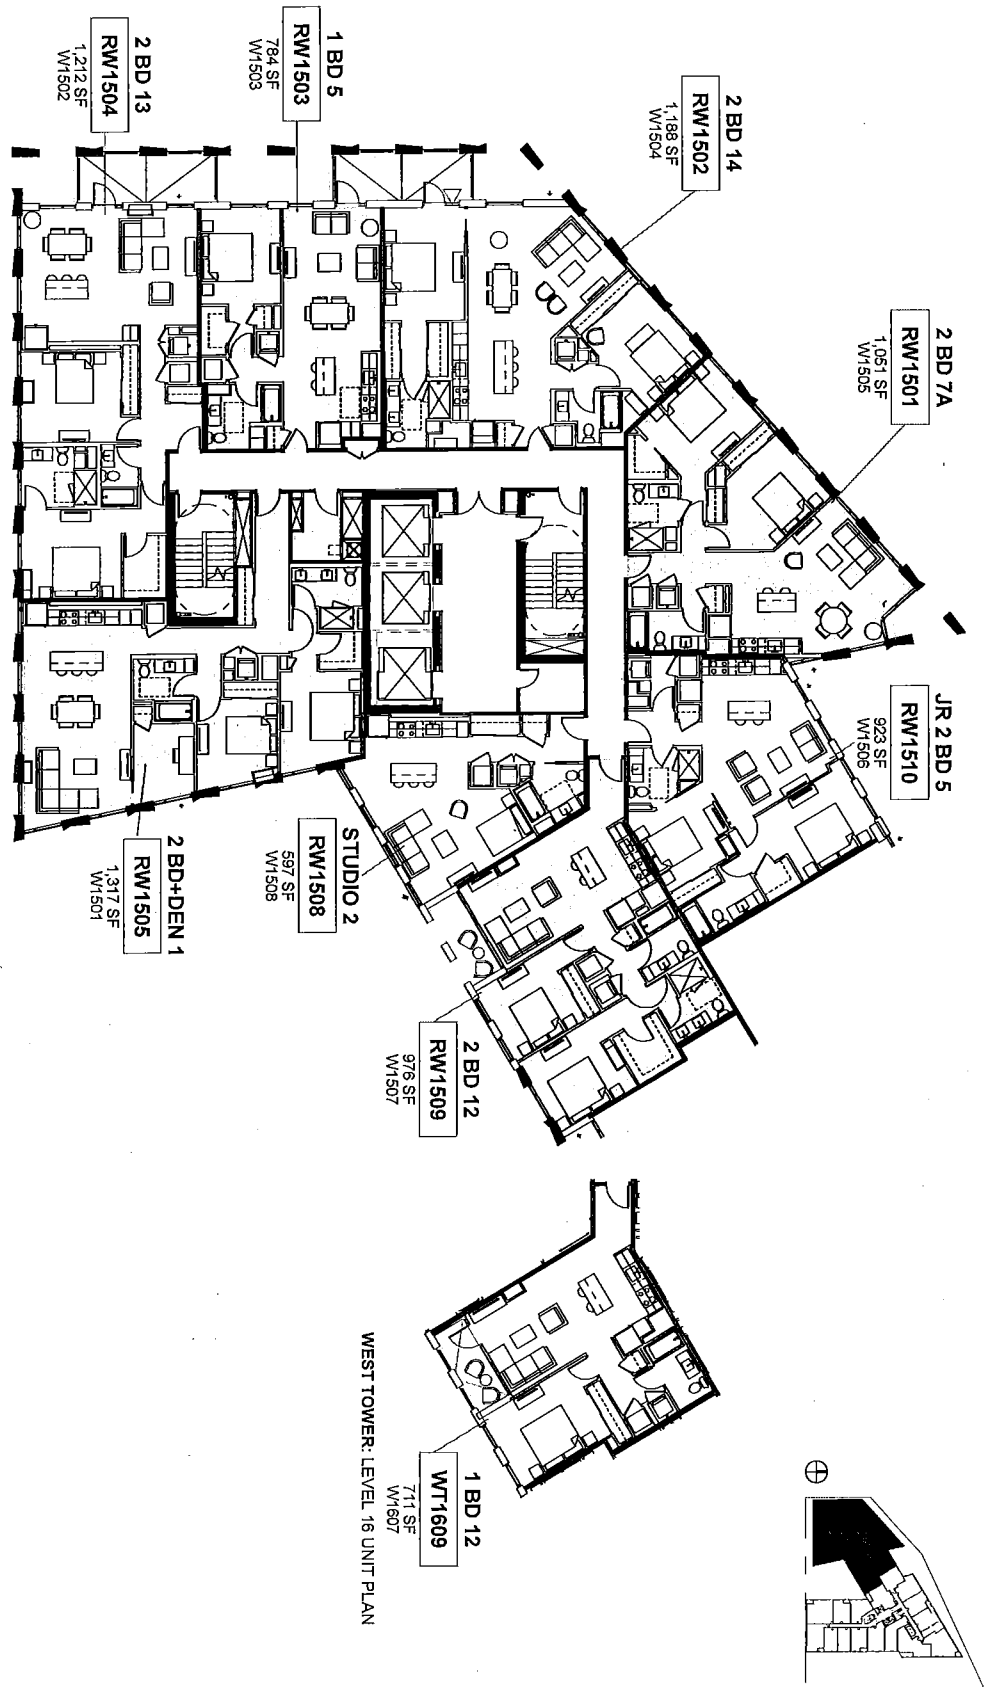 2 BD 13
RW1504
1,212 SF
W1502
1 BD 5
RW1503
784 SF
W1503
2 BD 14
RW1502
1,188 SF
W1504
2 BD 7A
RW1501
1,051 SF
W1505
JR 2 BD 5
RW1510
923 SF
W1506
2 BD+DEN 1
RW1505
1,317 SF
W1501
STUDIO 2
RW1508
597 SF
W1508
2 BD 12
RW1509
976 SF
W1507
1 BD 12
WT1609
711 SF
W1607
WEST TOWER: LEVEL 16 UNIT PLAN